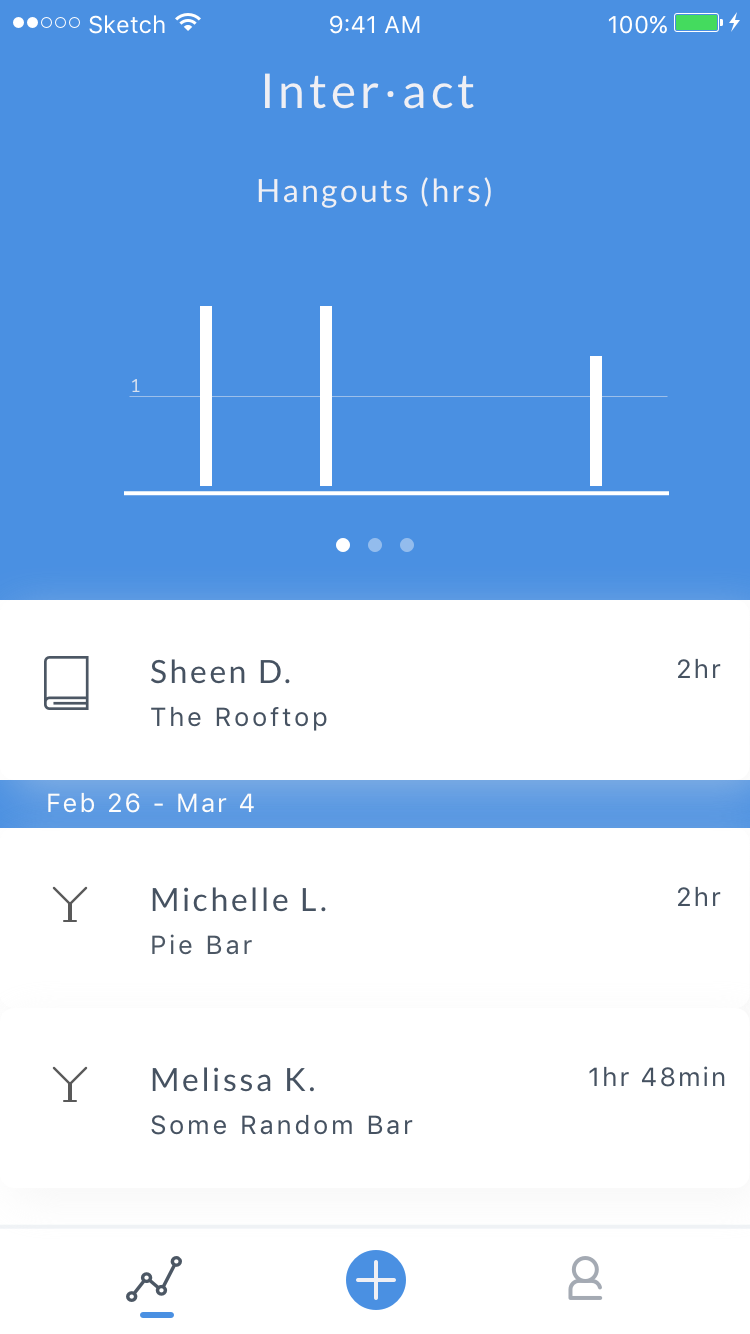 Sketch 9:41 AM 100%
Inter·act
Hangouts (hrs)
1
Sheen D. 2hr
The Rooftop
Feb 26 - Mar 4
Michelle L. 2hr
Pie Bar
Melissa K. 1hr 48min
Some Random Bar